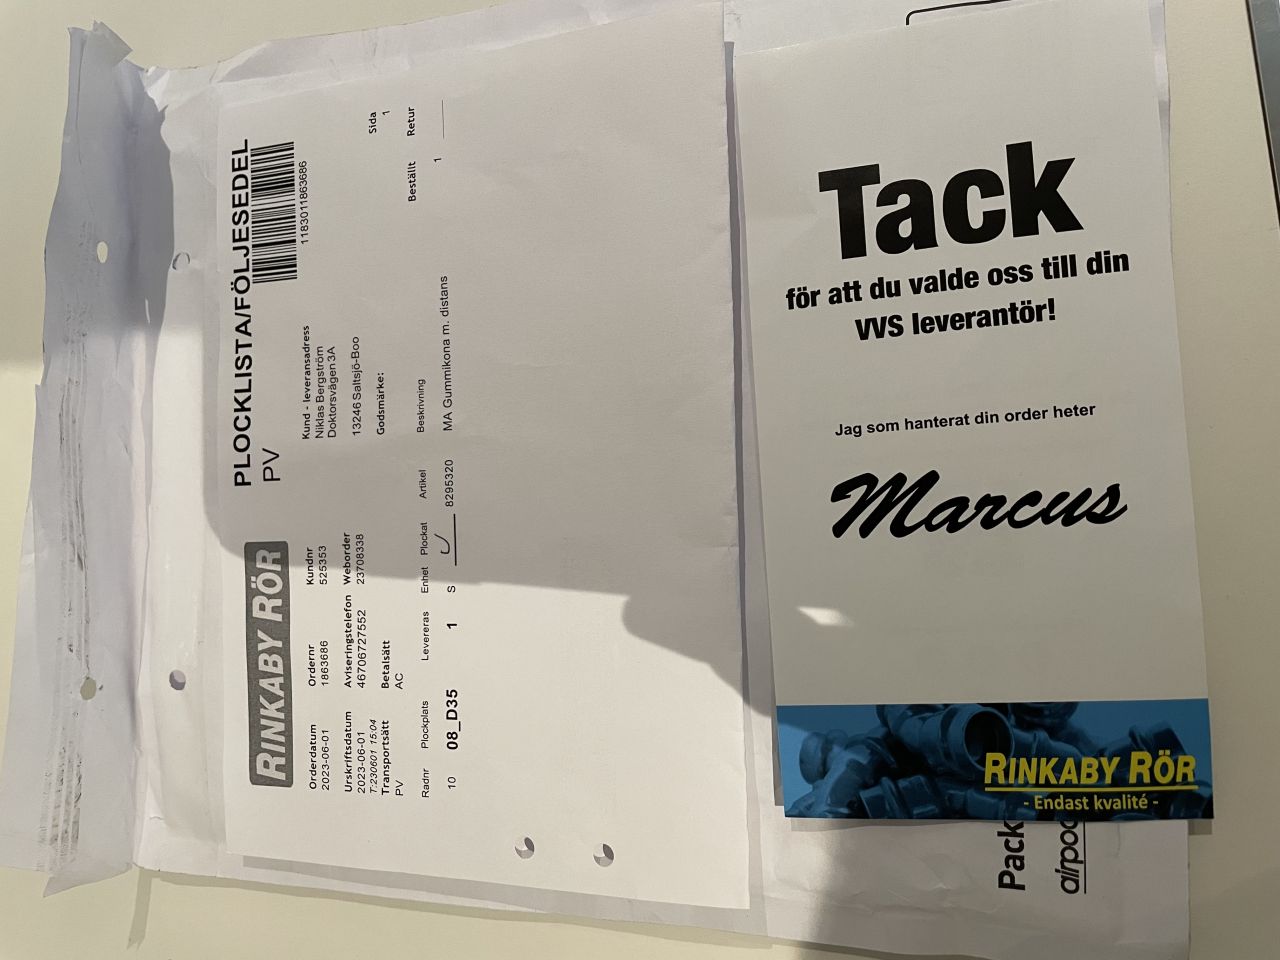 RINKABY RÖR
PLOCKLISTA/FÖLJESEDEL
PV
1183011863686
Orderdatum Ordernr Kundnr
2023-06-01 1863686 525353
Kund - leveransadress
Niklas Bergström
Doktorsvägen 3A
13246 Saltsjö-Boo
Urskriftsdatum Aviseringstelefon Weborder
2023-06-01 46706727552 23708338
T:230601 15:04
Transportsätt Betalsätt Godsmärke:
PV AC
Sida
1
Radnr Plockplats Levereras Enhet Plockat Artikel Beskrivning Beställt Retur
10 08_D35 1 S 8295320 MA Gummikona m. distans 1
Tack
för att du valde oss till din
VVS leverantör!
Jag som hanterat din order heter
Marcus
RINKABY RÖR
- Endast kvalité -
Pack